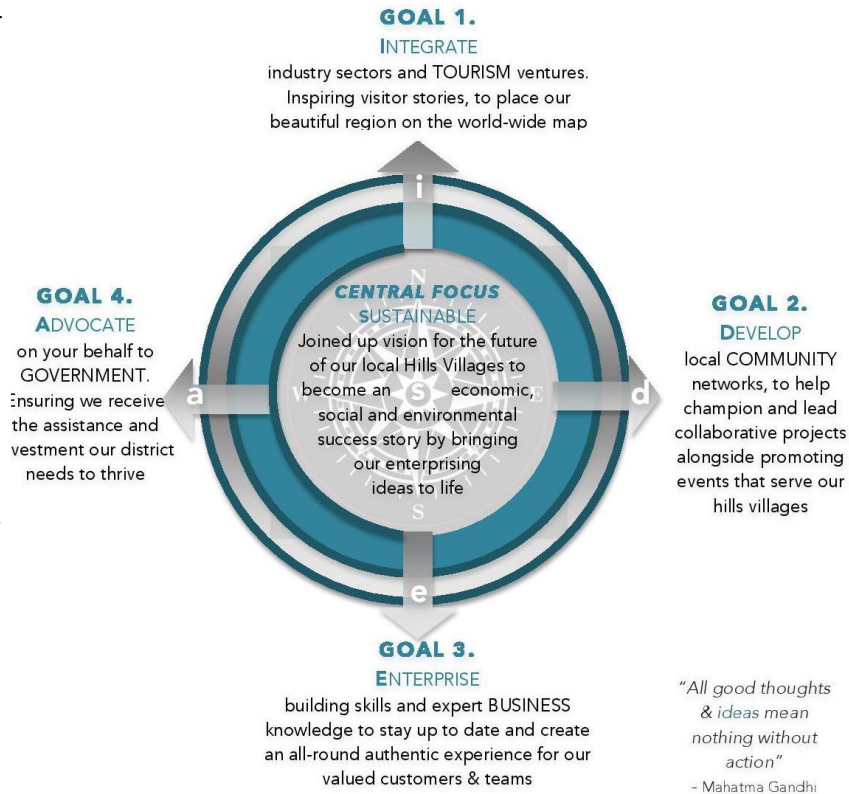 GOAL 1.
INTEGRATE
industry sectors and TOURISM ventures.
Inspiring visitor stories, to place our
beautiful region on the world-wide map
i
GOAL 4.
ADVOCATE
on your behalf to
GOVERNMENT.
Ensuring we receive
the assistance and
vestment our district
needs to thrive
a
N
CENTRAL FOCUS
SUSTAINABLE
Joined up vision for the future
of our local Hills Villages to
become an S economic,
social and environmental
success story by bringing
our enterprising
ideas to life
W
E
S
d
GOAL 2.
DEVELOP
local COMMUNITY
networks, to help
champion and lead
collaborative projects
alongside promoting
events that serve our
hills villages
e
GOAL 3.
ENTERPRISE
building skills and expert BUSINESS
knowledge to stay up to date and create
an all-round authentic experience for our
valued customers & teams
"All good thoughts
& ideas mean
nothing without
action"
- Mahatma Gandhi